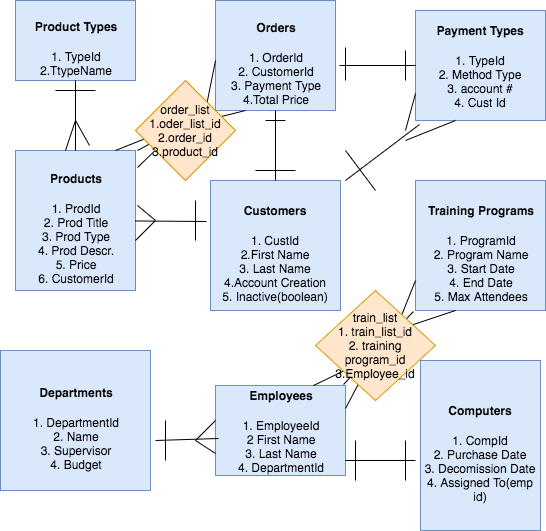 Product Types
1. TypeId
2.TtypeName
Orders
1. OrderId
2. CustomerId
3. Payment Type
4.Total Price
Payment Types
1. TypeId
2. Method Type
3. account #
4. Cust Id
order_list
1.oder_list_id
2.order_id
3.product_id
Products
1. ProdId
2. Prod Title
3. Prod Type
4. Prod Descr.
5. Price
6. CustomerId
Customers
1. CustId
2.First Name
3. Last Name
4.Account Creation
5. Inactive(boolean)
Training Programs
1. ProgramId
2. Program Name
3. Start Date
4. End Date
5. Max Attendees
train_list
1. train_list_id
2. training
program_id
3.Employee_id
Departments
1. DepartmentId
2. Name
3. Supervisor
4. Budget
Employees
1. EmployeeId
2 First Name
3. Last Name
4. DepartmentId
Computers
1. CompId
2. Purchase Date
3. Decomission Date
4. Assigned To(emp
id)